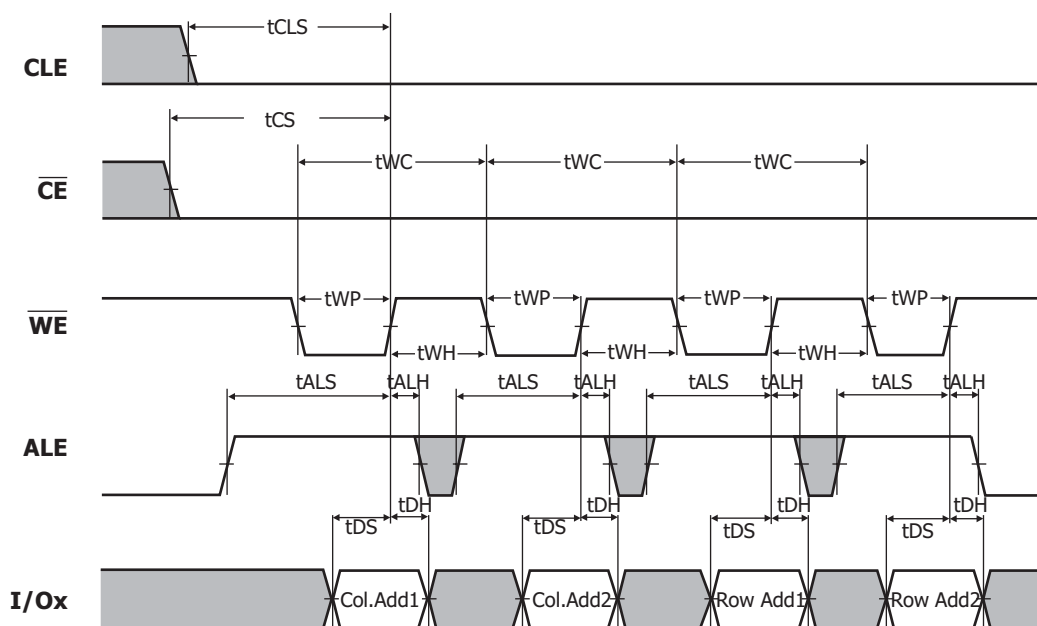 tCLS
CLE
tCS
tWC tWC tWC
CE
tWP tWP tWP tWP
WE
tWH tWH tWH
tALS tALH tALS tALH tALS tALH tALS tALH
ALE
tDH tDH tDH tDH
tDS tDS tDS tDS
I/Ox Col.Add1 Col.Add2 Row Add1 Row Add2